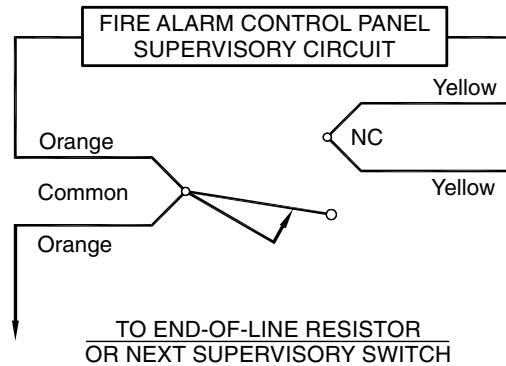 FIRE ALARM CONTROL PANEL
SUPERVISORY CIRCUIT
Yellow
NC
Orange
Common
Yellow
Orange
TO END-OF-LINE RESISTOR
OR NEXT SUPERVISORY SWITCH